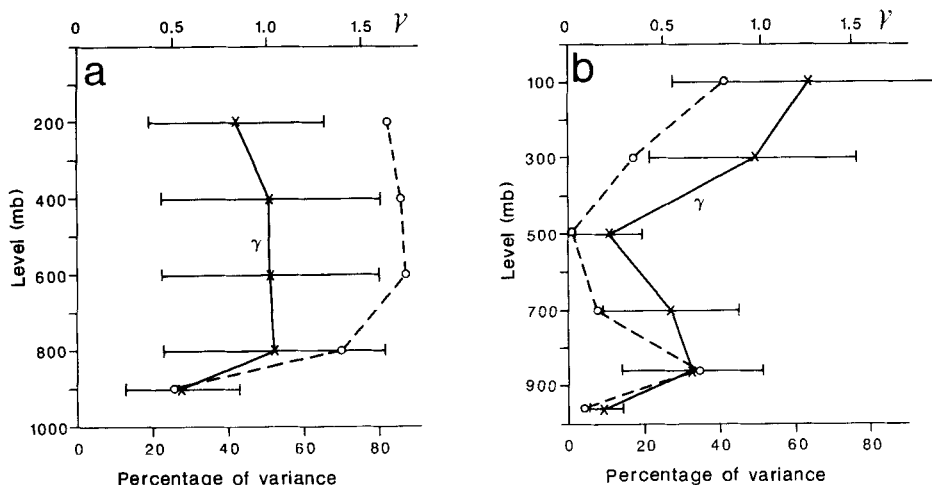 0 0.5 1.0 1.5 γ
a
200
400
600
800
1000
Level (mb)
γ
0 20 40 60 80
Percentage of variance
0 0.5 1 1.5 γ
b
100
300
500
700
900
Level (mb)
γ
0 20 40 60 80
Percentage of variance